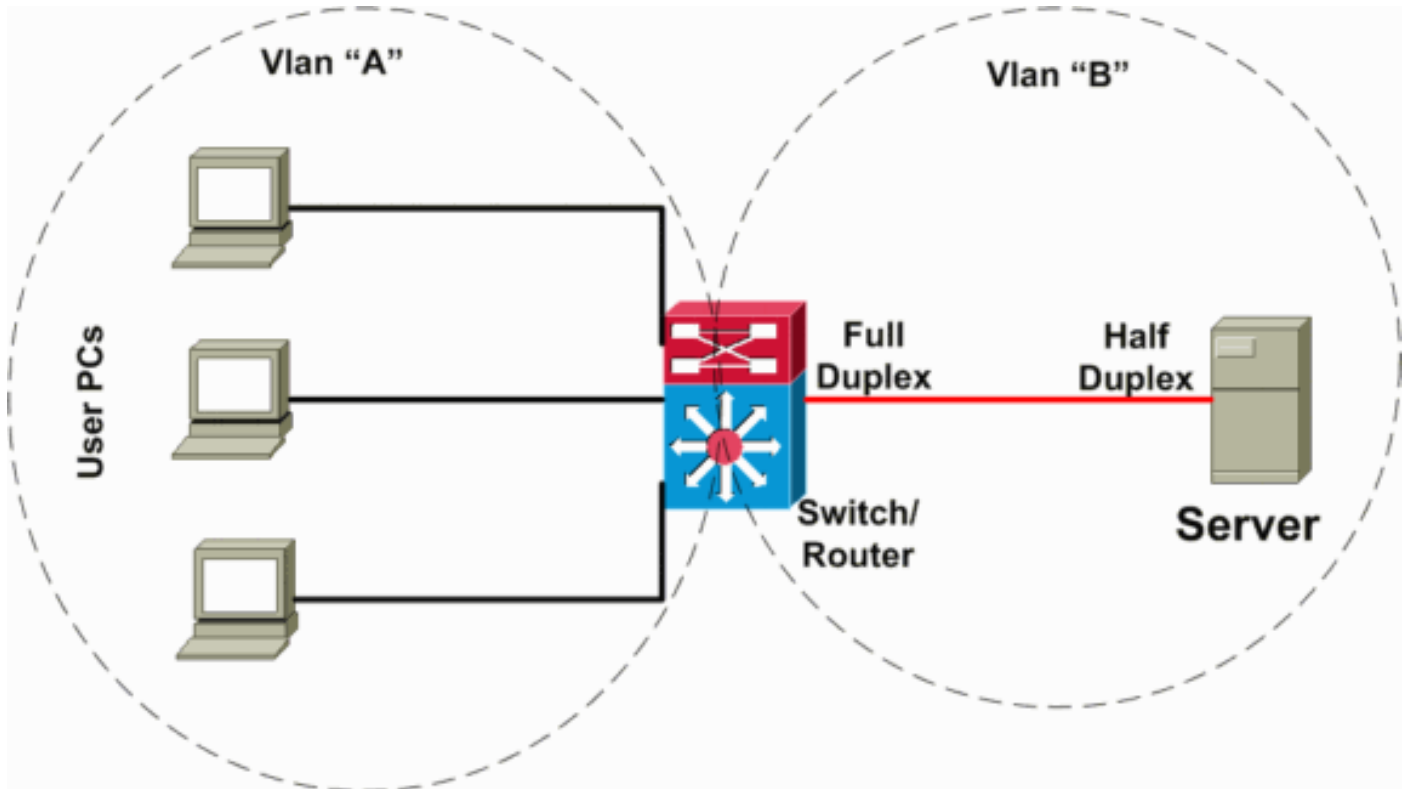 Vlan “A”
Vlan “B”
User PCs
Full
Duplex
Half
Duplex
Switch/
Router
Server